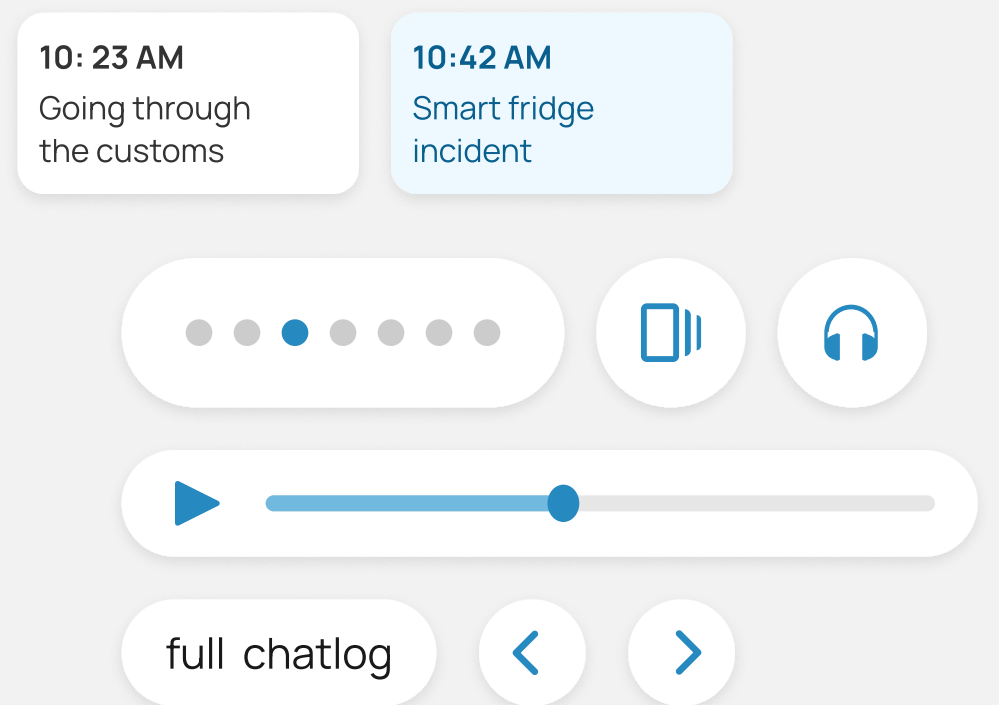 10: 23 AM
Going through
the customs
10:42 AM
Smart fridge
incident
full chatlog